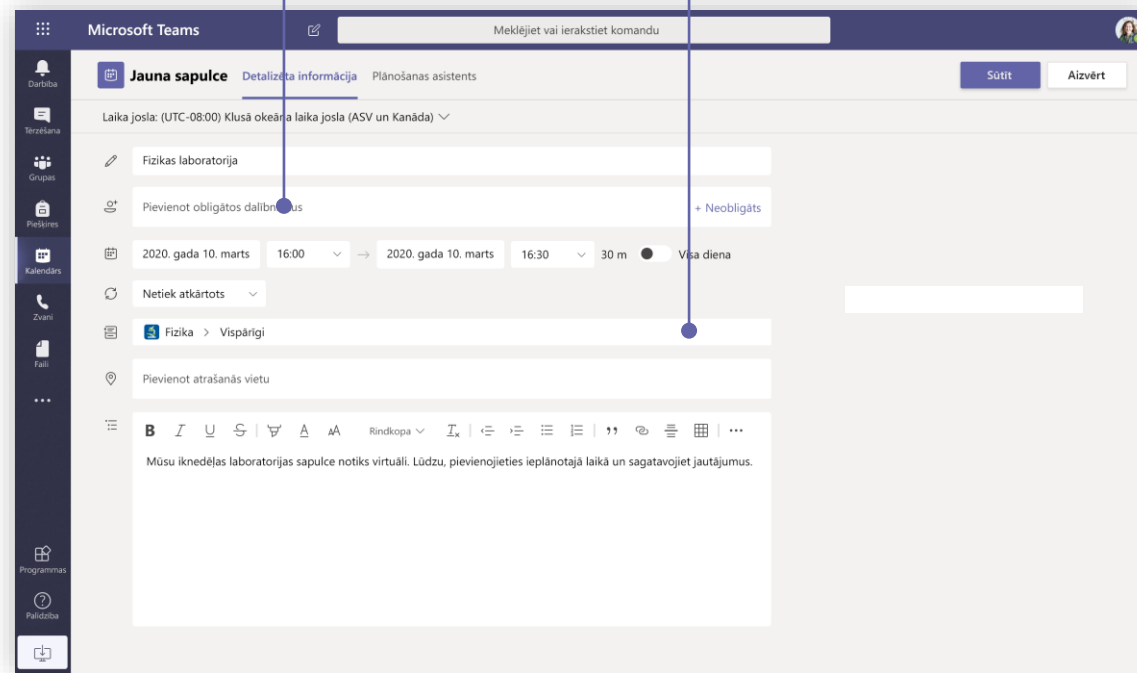 Microsoft Teams
Meklējiet vai ierakstiet komandu
Darbība
Jauna sapulce Detalizēta informācija Plānošanas asistents Sūtīt Aizvērt
Laika josla: (UTC-08:00) Klusā okeāna laika josla (ASV un Kanāda)
Tērzēšana
Fizikas laboratorija
Grupas
Pievienot obligātos dalībniekus + Neobligāts
Piešķires
2020. gada 10. marts 16:00 → 2020. gada 10. marts 16:30 30 m Visa diena
Kalendārs
Netiek atkārtots
Zvani
Fizika > Vispārīgi
Faili
Pievienot atrašanās vietu
B I U S A AA Rindkopa
Mūsu iknedēļas laboratorijas sapulce notiks virtuāli. Lūdzu, pievienojieties ieplānotajā laikā un sagatavojiet jautājumus.
Programmas
Palīdzība